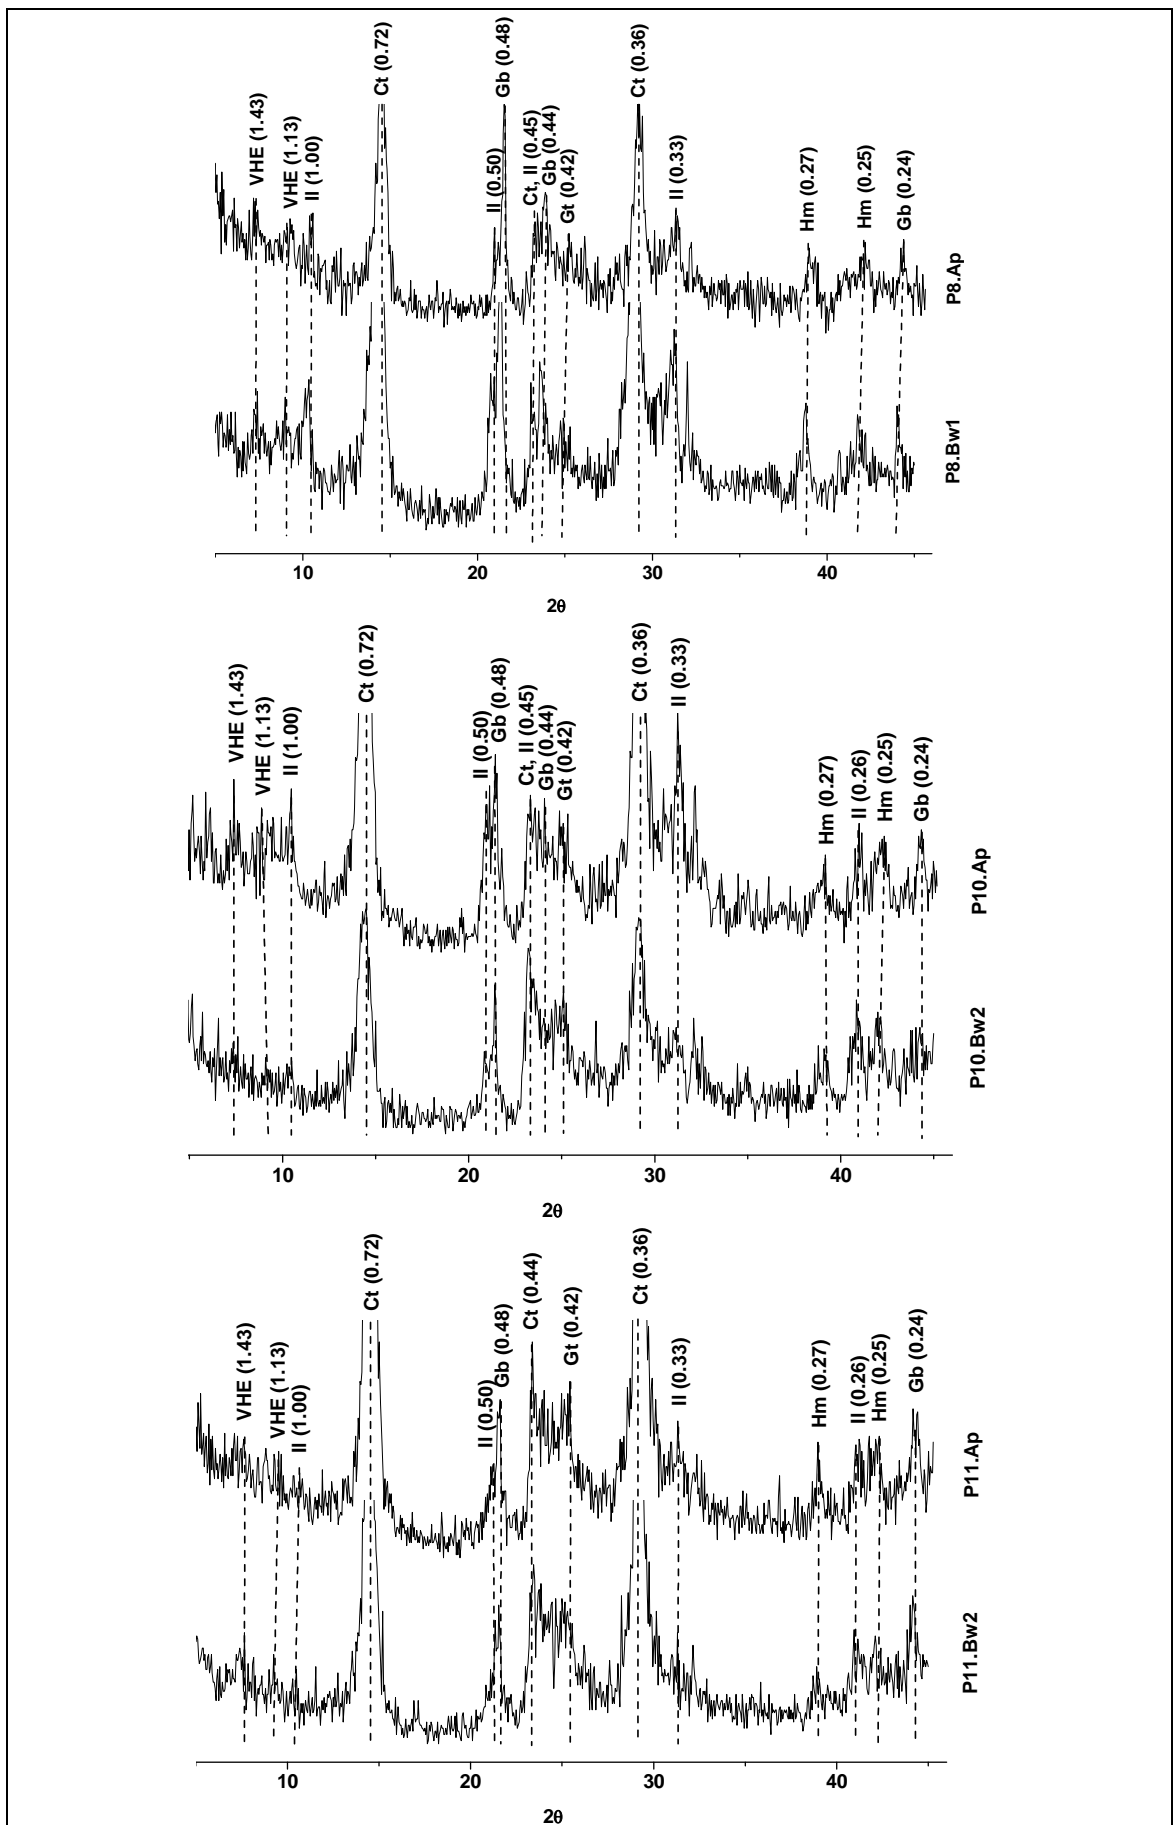 VHE (1.43)
VHE (1.13)
Il (1.00)
Ct (0.72)
Il (0.50)
Gb (0.48)
Ct, Il (0.45)
Gb (0.44)
Gt (0.42)
Ct (0.36)
Il (0.33)
Hm (0.27)
Hm (0.25)
Gb (0.24)
P8.Ap
P8.Bw1
10 20 30 40
2θ
VHE (1.43)
VHE (1.13)
Il (1.00)
Ct (0.72)
Il (0.50)
Gb (0.48)
Ct, Il (0.45)
Gb (0.44)
Gt (0.42)
Ct (0.36)
Il (0.33)
Hm (0.27)
Il (0.26)
Hm (0.25)
Gb (0.24)
P10.Ap
P10.Bw2
10 20 30 40
2θ
VHE (1.43)
VHE (1.13)
Il (1.00)
Ct (0.72)
Il (0.50)
Gb (0.48)
Ct (0.44)
Gt (0.42)
Ct (0.36)
Il (0.33)
Hm (0.27)
Il (0.26)
Hm (0.25)
Gb (0.24)
P11.Ap
P11.Bw2
10 20 30 40
2θ